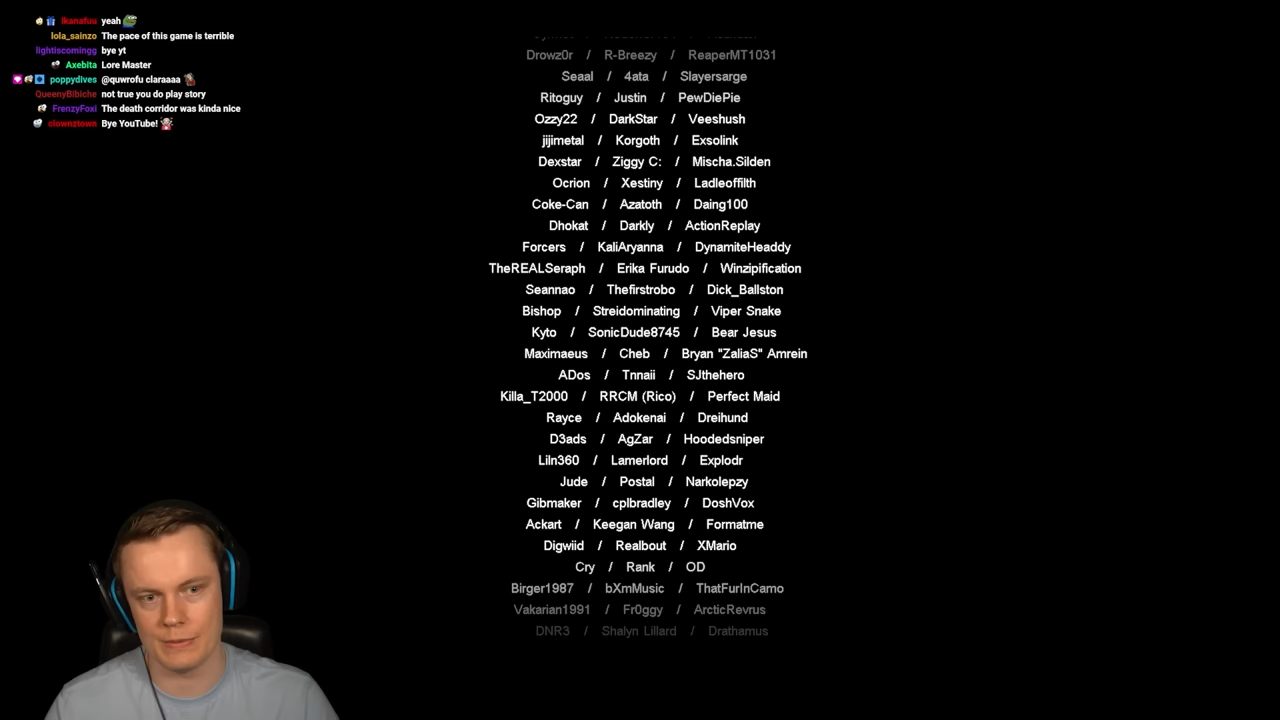 ikanafuu yeah
lola_sainzo The pace of this game is terrible
lightiscomingg bye yt
Axebita Lore Master
poppydives @quwrofu claraaaa
QueenyBibiche not true you do play story
FrenzyFoxi The death corridor was kinda nice
clownztown Bye YouTube!
Drowz0r / R-Breezy / ReaperMT1031
Seaal / 4ata / Slayersarge
Ritoguy / Justin / PewDiePie
Ozzy22 / DarkStar / Veeshush
jijimetal / Korgoth / Exsolink
Dexstar / Ziggy C: / Mischa.Silden
Ocrion / Xestiny / Ladleoffilth
Coke-Can / Azatoth / Daing100
Dhokat / Darkly / ActionReplay
Forcers / KaliAryanna / DynamiteHeaddy
TheREALSeraph / Erika Furudo / Winzipification
Seannao / Thefirstrobo / Dick_Ballston
Bishop / Streidominating / Viper Snake
Kyto / SonicDude8745 / Bear Jesus
Maximaeus / Cheb / Bryan "ZaliaS" Amrein
ADos / Tnnaii / SJthehero
Killa_T2000 / RRCM (Rico) / Perfect Maid
Rayce / Adokenai / Dreihund
D3ads / AgZar / Hoodedsniper
Liln360 / Lamerlord / Explodr
Jude / Postal / Narkolepzy
Gibmaker / cplbradley / DoshVox
Ackart / Keegan Wang / Formatme
Digwiid / Realbout / XMario
Cry / Rank / OD
Birger1987 / bXmMusic / ThatFurInCamo
Vakarian1991 / Fr0ggy / ArcticRevrus
DNR3 / Shalyn Lillard / Drathamus